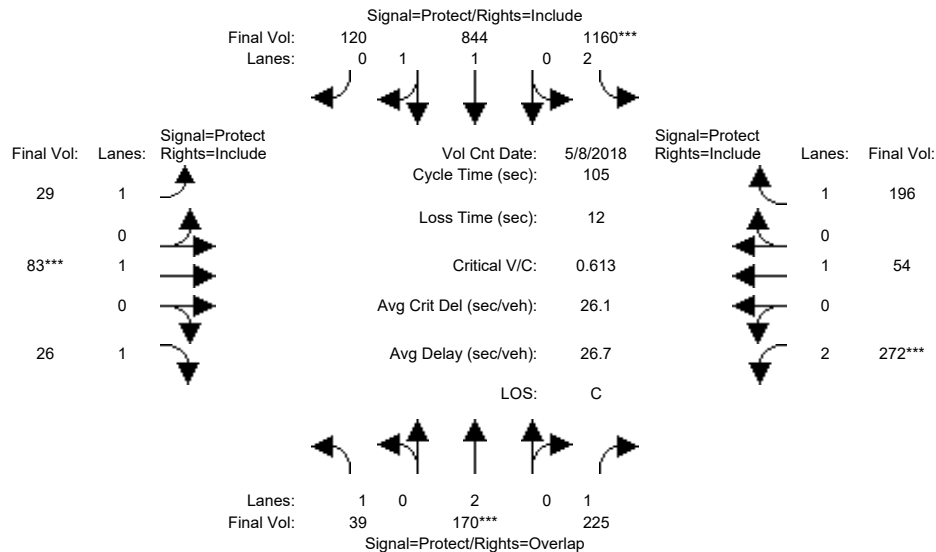 Signal=Protect/Rights=Include
Final Vol: 120 844 1160***
Lanes: 0 1 1 0 2
Signal=Protect
Final Vol: Lanes: Rights=Include
Vol Cnt Date: 5/8/2018
Signal=Protect
Rights=Include Lanes: Final Vol:
Cycle Time (sec): 105
29 1
1 196
Loss Time (sec): 12
0
0
83*** 1
Critical V/C: 0.613
1 54
0
Avg Crit Del (sec/veh): 26.1
0
26 1
Avg Delay (sec/veh): 26.7
2 272***
LOS: C
Lanes: 1 0 2 0 1
Final Vol: 39 170*** 225
Signal=Protect/Rights=Overlap